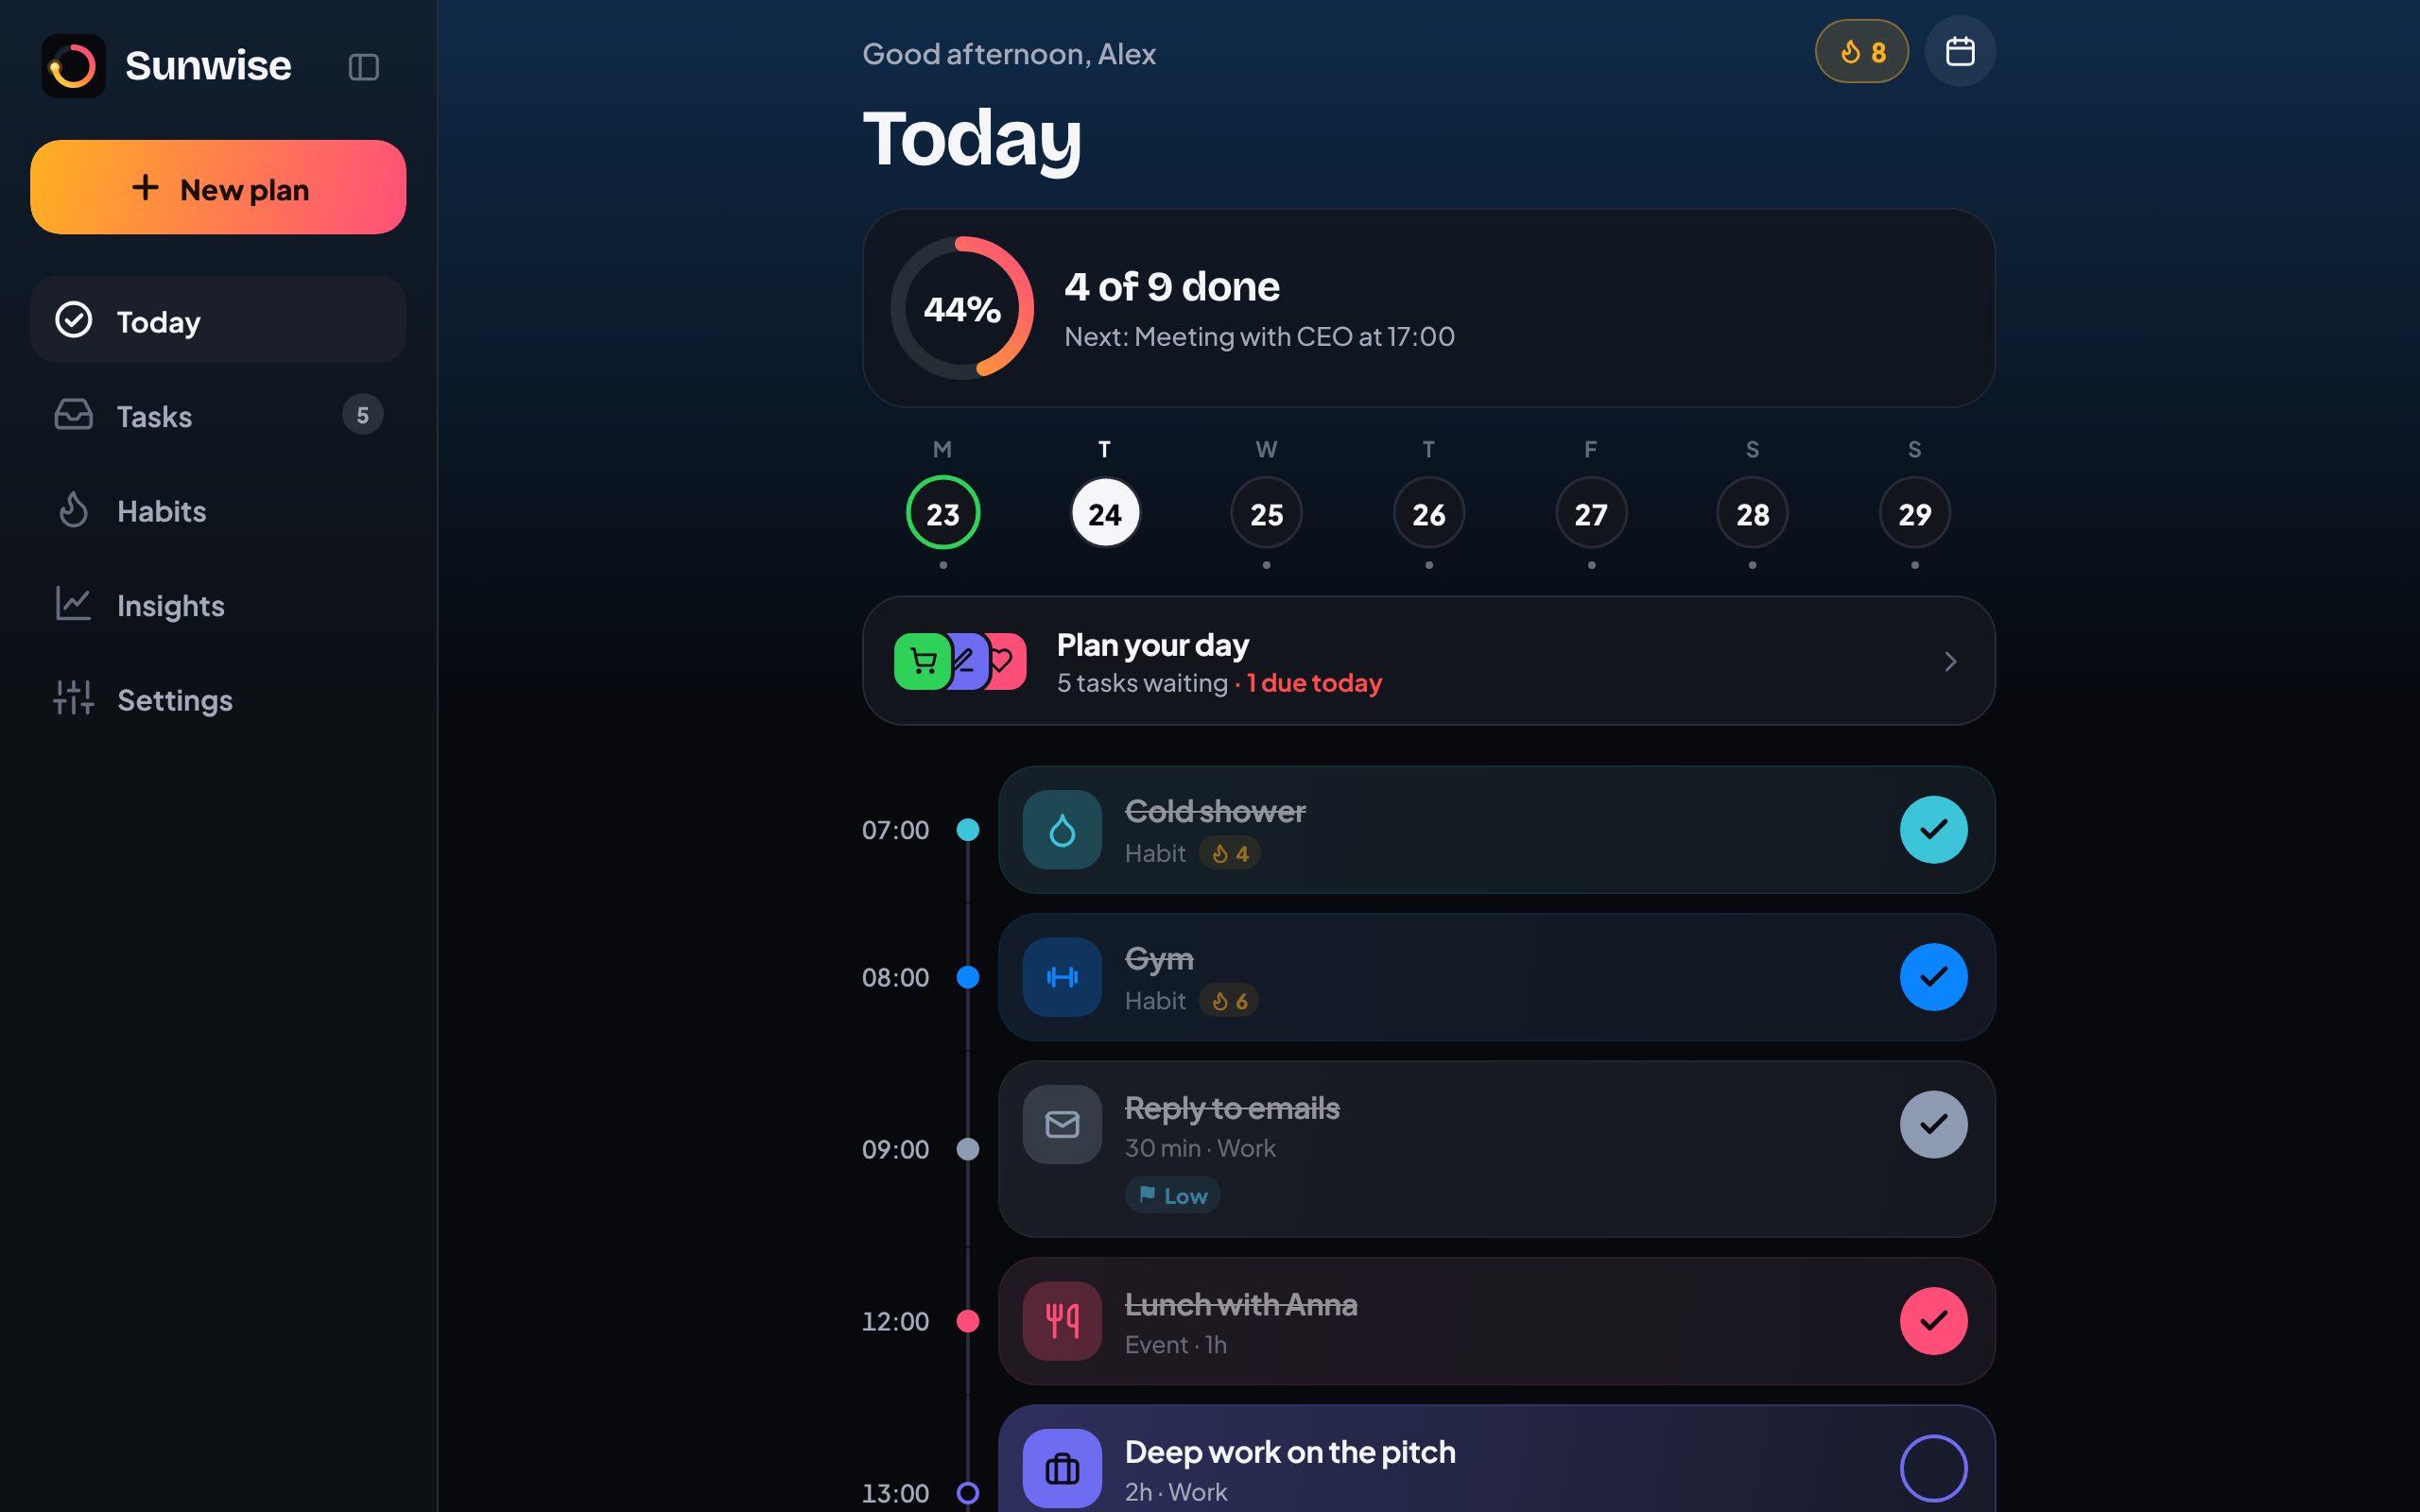 Sunwise
New plan
Today
Tasks 5
Habits
Insights
Settings
Good afternoon, Alex
8
Today
44%
4 of 9 done
Next: Meeting with CEO at 17:00
M T W T F S S
23 24 25 26 27 28 29
Plan your day
5 tasks waiting · 1 due today
07:00
Cold shower
Habit 4
08:00
Gym
Habit 6
09:00
Reply to emails
30 min · Work
Low
12:00
Lunch with Anna
Event · 1h
13:00
Deep work on the pitch
2h · Work